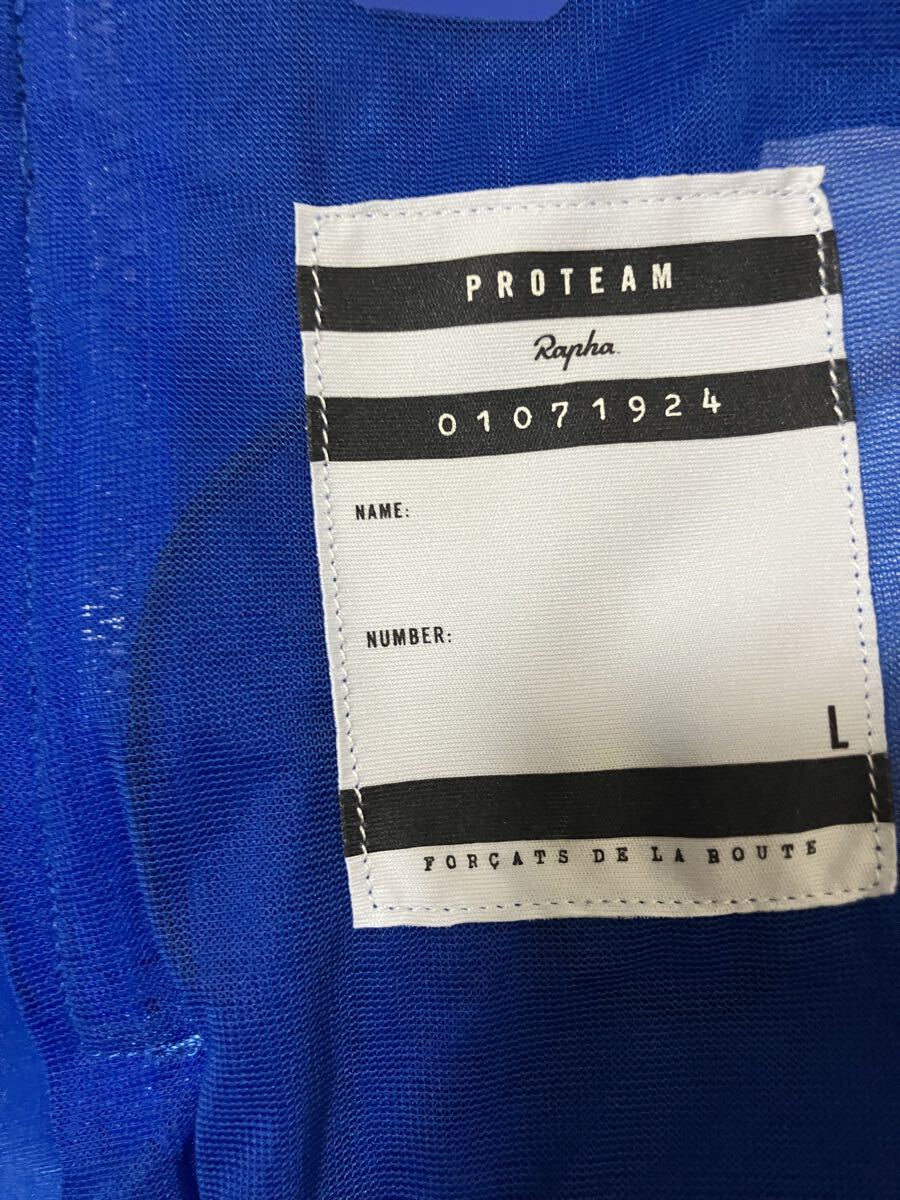 PROTEAM
Rapha.
01071924
NAME:
NUMBER:
L
FORÇATS DE LA ROUTE